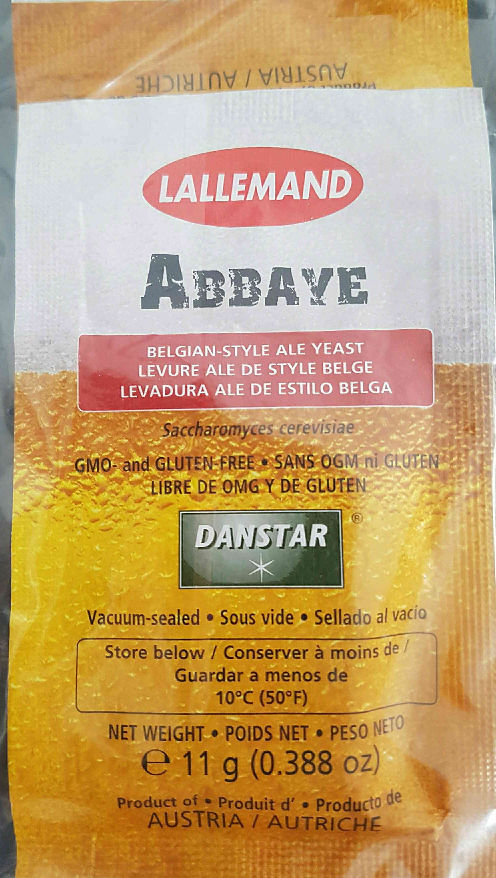 AUSTRIA / AUTRICHE
LALLEMAND
ABBAYE
BELGIAN-STYLE ALE YEAST
LEVURE ALE DE STYLE BELGE
LEVADURA ALE DE ESTILO BELGA
Saccharomyces cerevisiae
GMO- and GLUTEN-FREE • SANS OGM ni GLUTEN
LIBRE DE OMG Y DE GLUTEN
DANSTAR ®
Vacuum-sealed • Sous vide • Sellado al vacio
Store below / Conserver à moins de /
Guardar a menos de
10°C (50°F)
NET WEIGHT • POIDS NET • PESO NETO
℮ 11 g (0.388 oz)
Product of • Produit d' • Producto de
AUSTRIA / AUTRICHE